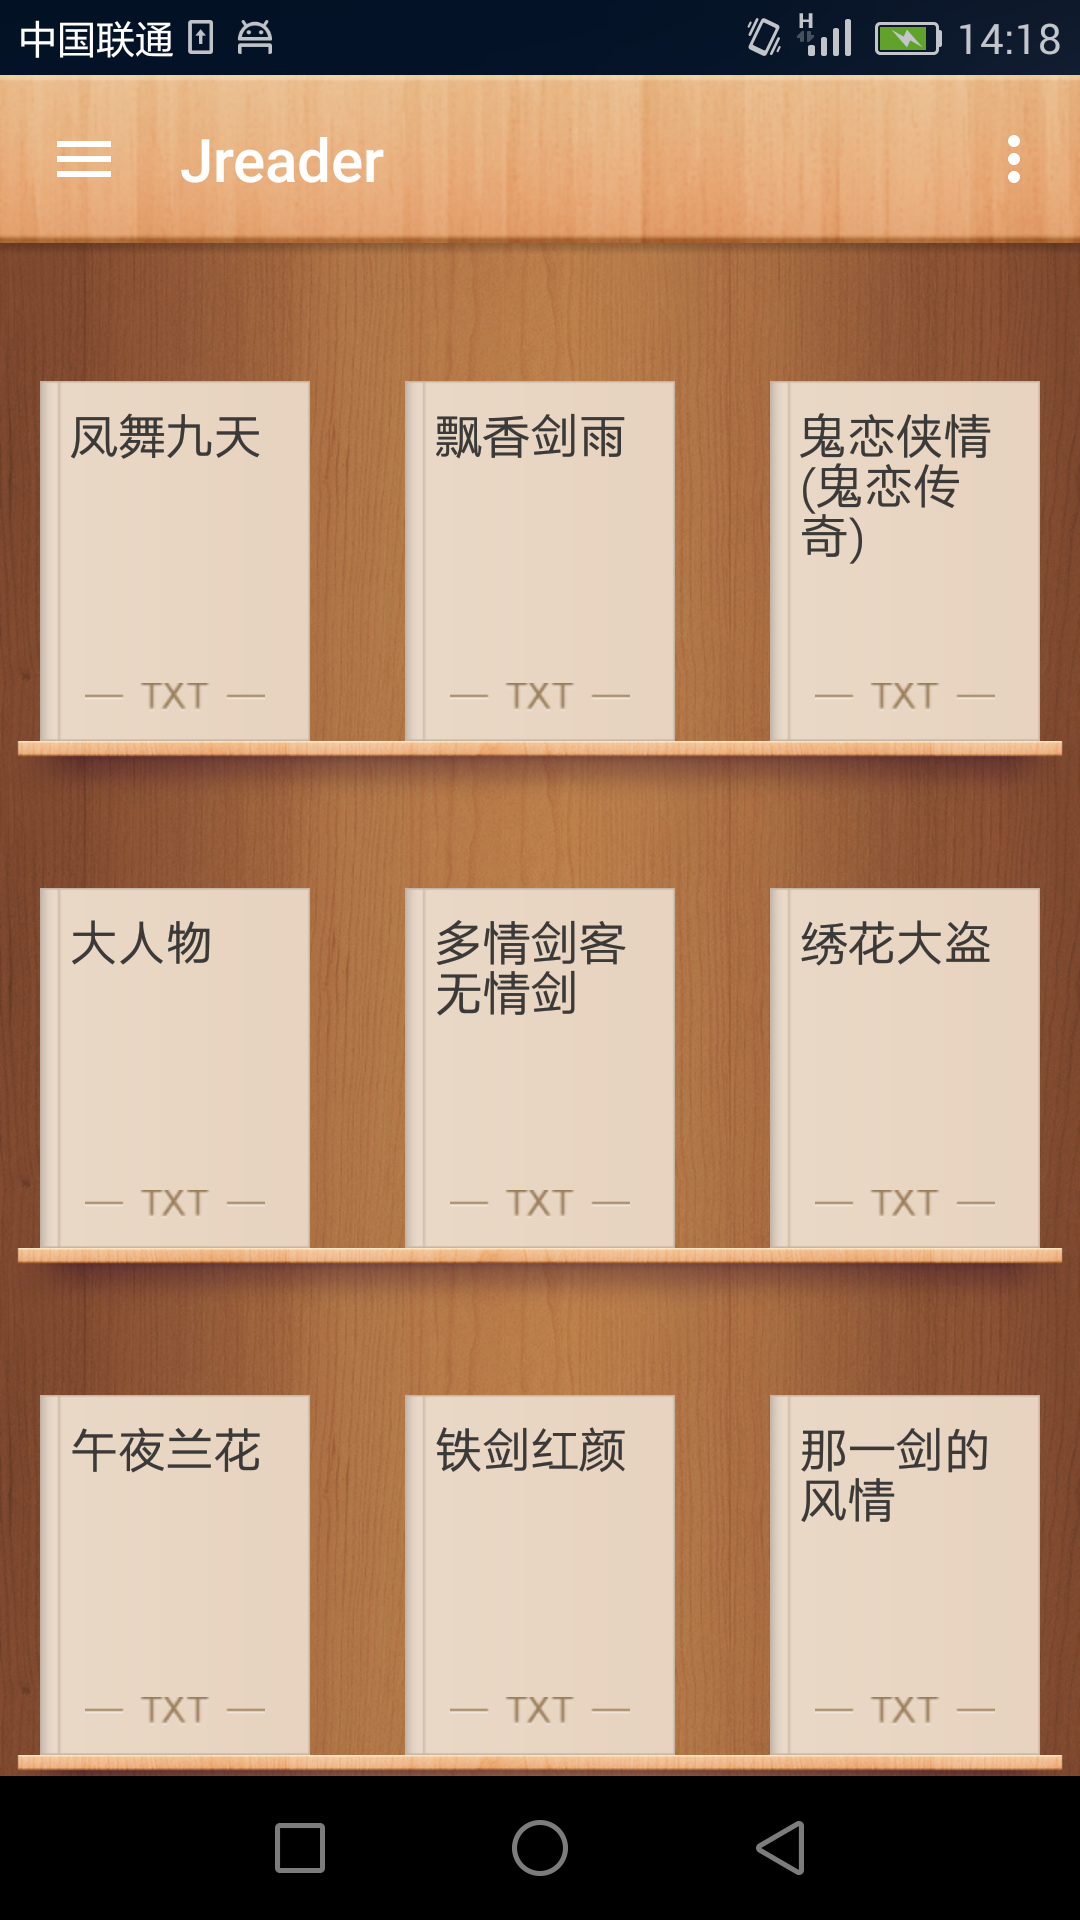 中国联通
H
14:18
Jreader
凤舞九天
TXT
飘香剑雨
TXT
鬼恋侠情
(鬼恋传
奇)
TXT
大人物
TXT
多情剑客
无情剑
TXT
绣花大盗
TXT
午夜兰花
TXT
铁剑红颜
TXT
那一剑的
风情
TXT